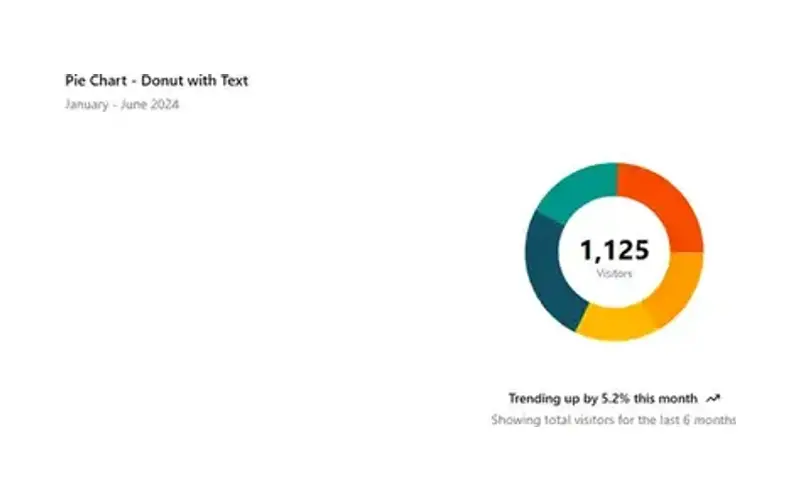 Pie Chart - Donut with Text
January - June 2024
1,125
Visitors
Trending up by 5.2% this month
Showing total visitors for the last 6 months